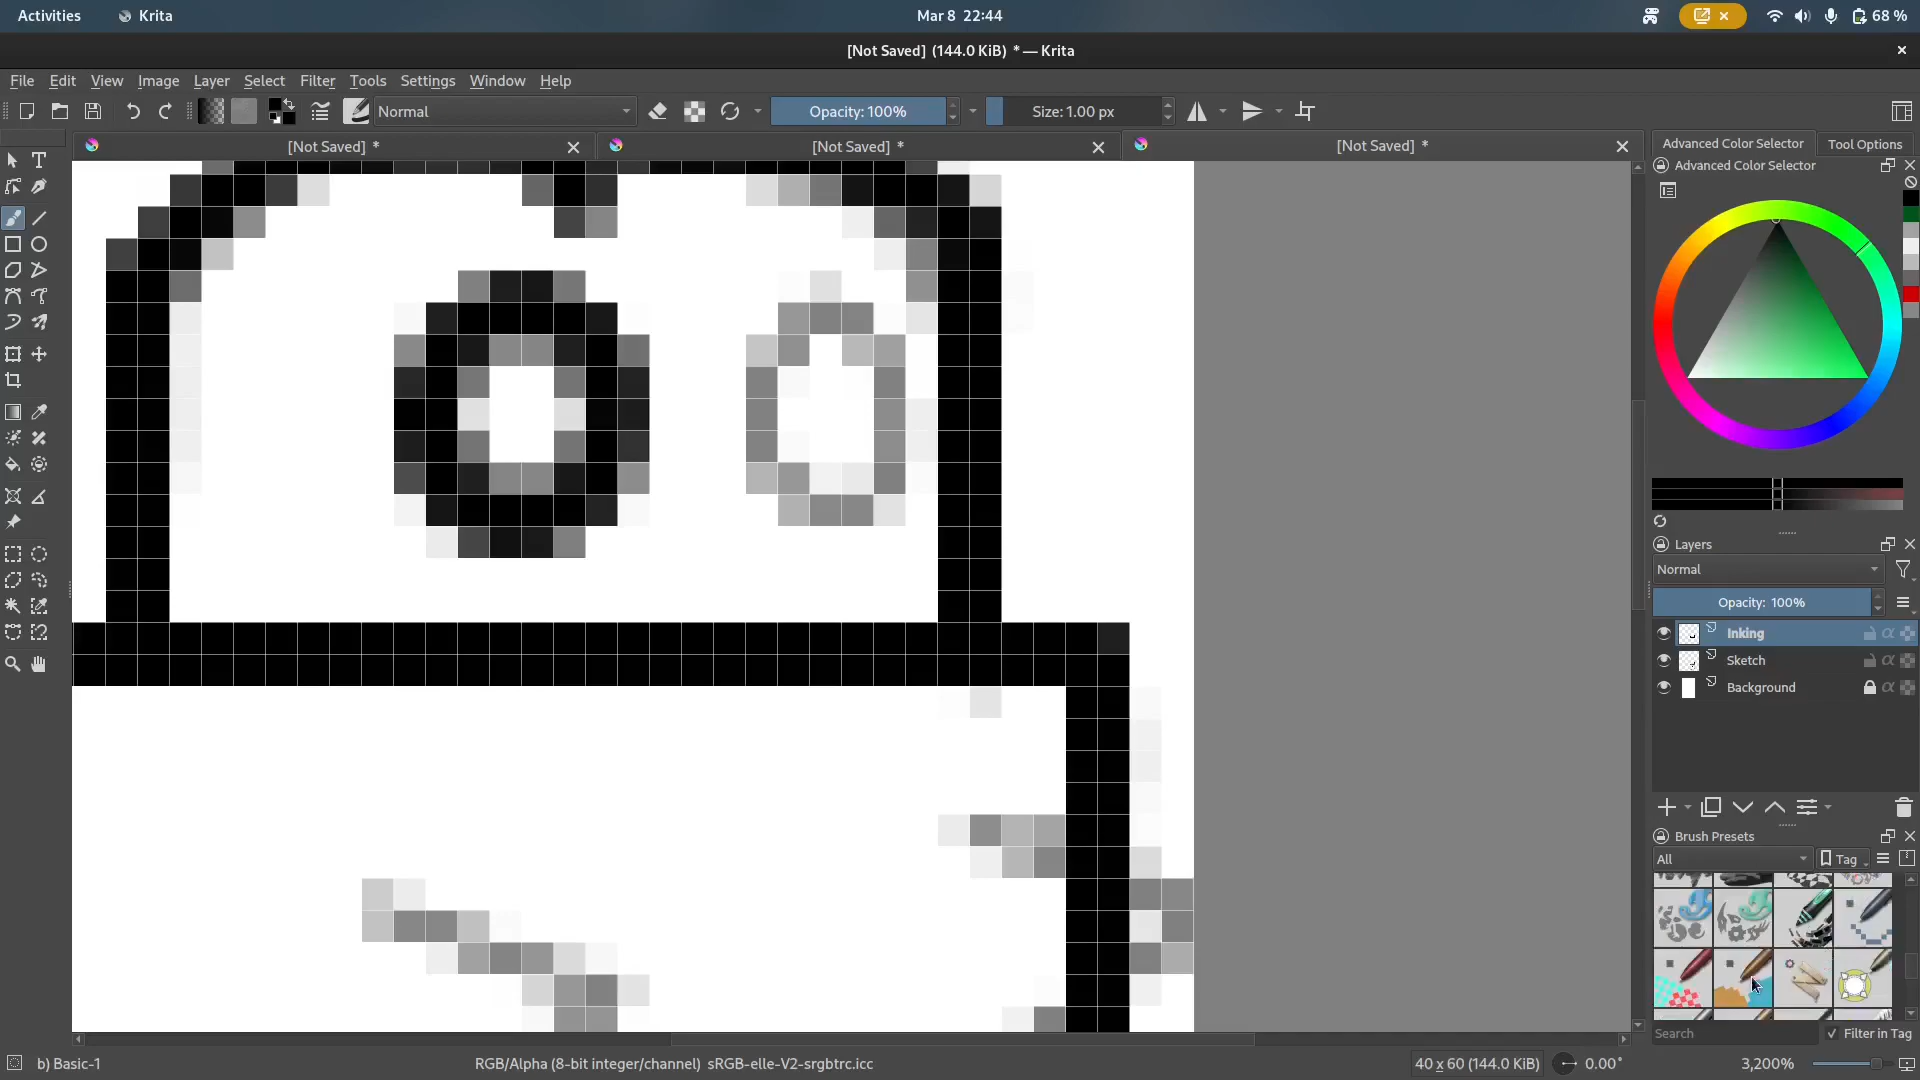 Activities
Krita
Mar 8 22:44
68 %
[Not Saved] (144.0 KiB) * — Krita
File Edit View Image Layer Select Filter Tools Settings Window Help
Normal
Opacity: 100%
Size: 1.00 px
[Not Saved] *
[Not Saved] *
[Not Saved] *
Advanced Color Selector
Tool Options
Advanced Color Selector
Layers
Normal
Opacity: 100%
Inking
Sketch
Background
Brush Presets
All
Tag
Search
Filter in Tag
b) Basic-1
RGB/Alpha (8-bit integer/channel) sRGB-elle-V2-srgbtrc.icc
40 x 60 (144.0 KiB)
0.00°
3,200%